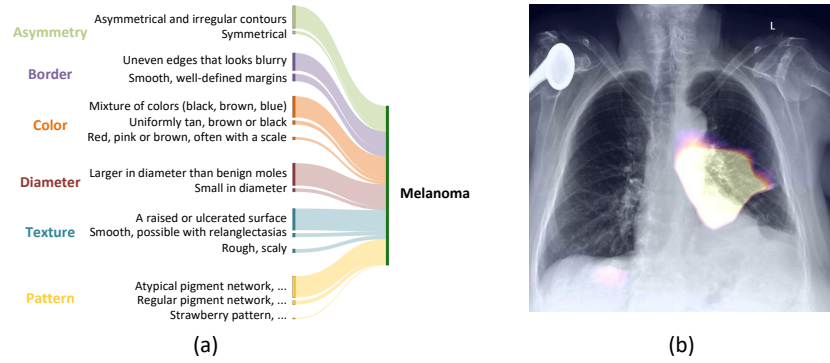 Asymmetry
Asymmetrical and irregular contours
Symmetrical
Border
Uneven edges that looks blurry
Smooth, well-defined margins
Color
Mixture of colors (black, brown, blue)
Uniformly tan, brown or black
Red, pink or brown, often with a scale
Diameter
Larger in diameter than benign moles
Small in diameter
Texture
A raised or ulcerated surface
Smooth, possible with relanglectasias
Rough, scaly
Pattern
Atypical pigment network, ...
Regular pigment network, ...
Strawberry pattern, ...
Melanoma
(a)
L
(b)